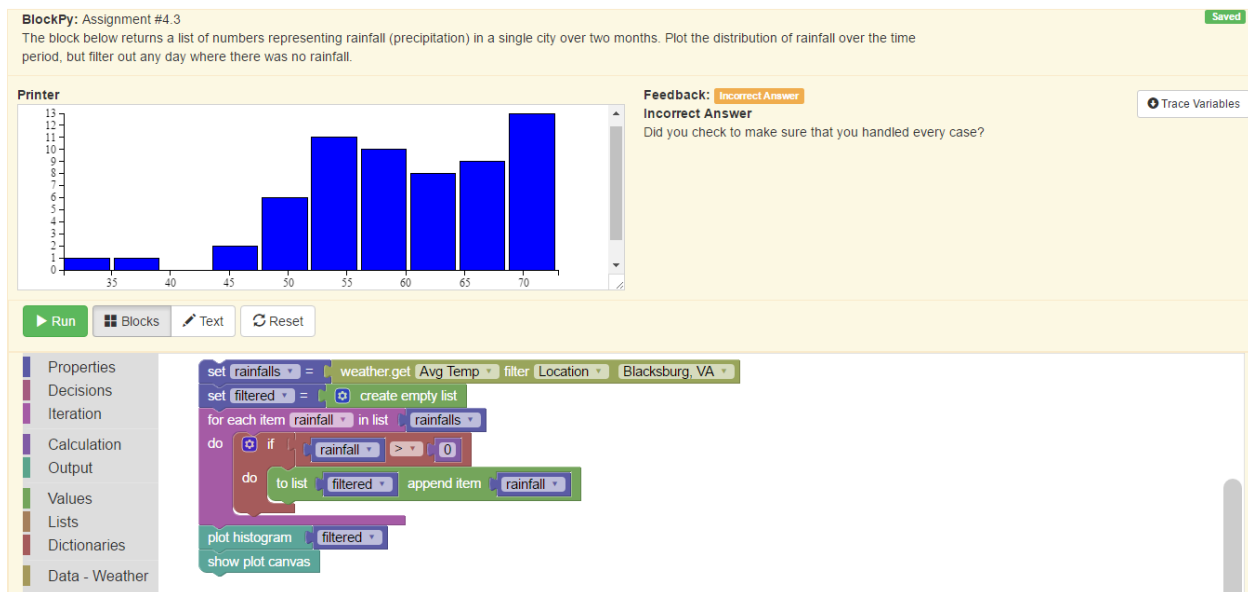 BlockPy: Assignment #4.3
Saved
The block below returns a list of numbers representing rainfall (precipitation) in a single city over two months. Plot the distribution of rainfall over the time
period, but filter out any day where there was no rainfall.
Printer
13
12
11
10
9
8
7
6
5
4
3
2
1
0
35 40 45 50 55 60 65 70
Feedback: Incorrect Answer
Incorrect Answer
Did you check to make sure that you handled every case?
Trace Variables
Run Blocks Text Reset
Properties
Decisions
Iteration
Calculation
Output
Values
Lists
Dictionaries
Data - Weather
set rainfalls = weather.get Avg Temp filter Location Blacksburg, VA
set filtered = create empty list
for each item rainfall in list rainfalls
do if rainfall > 0
do to list filtered append item rainfall
plot histogram filtered
show plot canvas